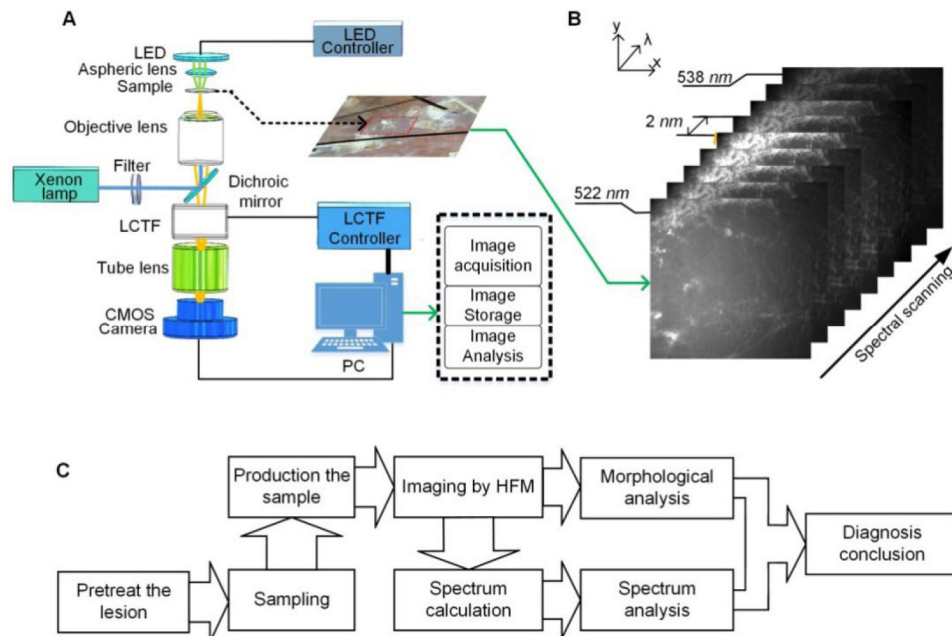 A
LED
Controller
LED
Aspheric lens
Sample
Objective lens
Filter
Xenon
lamp
Dichroic
mirror
LCTF
LCTF
Controller
Tube lens
CMOS
Camera
PC
Image
acquisition
Image
Storage
Image
Analysis
B
y
λ
x
538 nm
2 nm
522 nm
Spectral scanning
C
Production the
sample
Imaging by HFM
Morphological
analysis
Diagnosis
conclusion
Pretreat the
lesion
Sampling
Spectrum
calculation
Spectrum
analysis